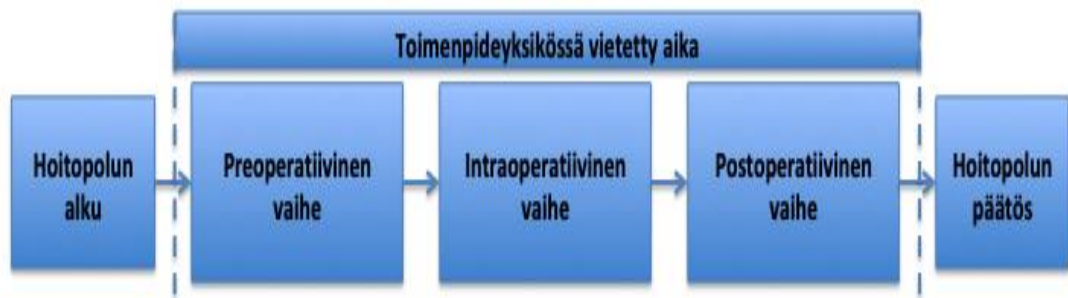 Toimenpideyksikössä vietetty aika
Hoitopolun
alku
Preoperatiivinen
vaihe
Intraoperatiivinen
vaihe
Postoperatiivinen
vaihe
Hoitopolun
päätös